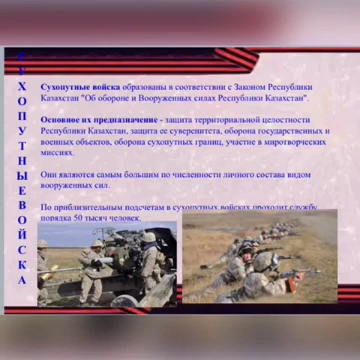 СУХОПУТНЫЕ ВОЙСКА
Сухопутные войска образованы в соответствии с Законом Республики
Казахстан "Об обороне и Вооруженных силах Республики Казахстан".
Основное их предназначение - защита территориальной целостности
Республики Казахстан, защита ее суверенитета, оборона государственных и
военных объектов, оборона сухопутных границ, участие в миротворческих
миссиях.
Они являются самым большим по численности личного состава видом
вооруженных сил.
По приблизительным подсчетам в сухопутных войсках проходит службу
порядка 50 тысяч человек.